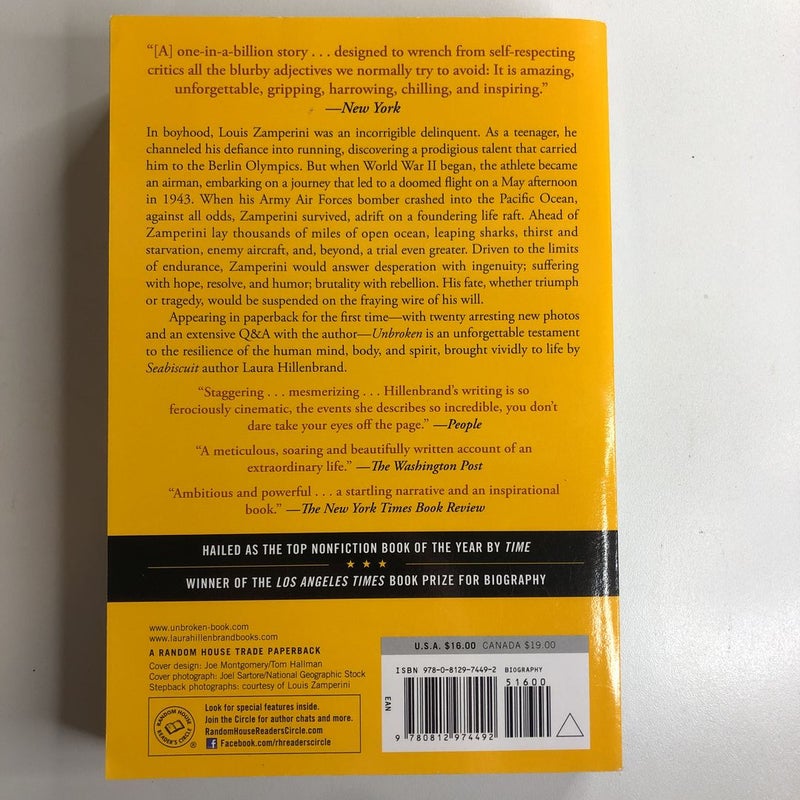 “[A] one-in-a-billion story . . . designed to wrench from self-respecting
critics all the blurby adjectives we normally try to avoid: It is amazing,
unforgettable, gripping, harrowing, chilling, and inspiring.”
—New York
In boyhood, Louis Zamperini was an incorrigible delinquent. As a teenager, he
channeled his defiance into running, discovering a prodigious talent that carried
him to the Berlin Olympics. But when World War II began, the athlete became
an airman, embarking on a journey that led to a doomed flight on a May afternoon
in 1943. When his Army Air Forces bomber crashed into the Pacific Ocean,
against all odds, Zamperini survived, adrift on a foundering life raft. Ahead of
Zamperini lay thousands of miles of open ocean, leaping sharks, thirst and
starvation, enemy aircraft, and, beyond, a trial even greater. Driven to the limits
of endurance, Zamperini would answer desperation with ingenuity; suffering
with hope, resolve, and humor; brutality with rebellion. His fate, whether triumph
or tragedy, would be suspended on the fraying wire of his will.
Appearing in paperback for the first time—with twenty arresting new photos
and an extensive Q&A with the author—Unbroken is an unforgettable testament
to the resilience of the human mind, body, and spirit, brought vividly to life by
Seabiscuit author Laura Hillenbrand.
“Staggering . . . mesmerizing . . . Hillenbrand’s writing is so
ferociously cinematic, the events she describes so incredible, you don’t
dare take your eyes off the page.” —People
“A meticulous, soaring and beautifully written account of an
extraordinary life.” —The Washington Post
“Ambitious and powerful . . . a startling narrative and an inspirational
book.” —The New York Times Book Review
HAILED AS THE TOP NONFICTION BOOK OF THE YEAR BY TIME
WINNER OF THE LOS ANGELES TIMES BOOK PRIZE FOR BIOGRAPHY
www.unbroken-book.com
www.laurahillenbrandbooks.com
A RANDOM HOUSE TRADE PAPERBACK
Cover design: Joe Montgomery/Tom Hallman
Cover photograph: Joel Sartore/National Geographic Stock
Stepback photographs: courtesy of Louis Zamperini
RANDOM HOUSE READER'S CIRCLE ®
Look for special features inside.
Join the Circle for author chats and more.
RandomHouseReadersCircle.com
f Facebook.com/rhreaderscircle
U.S.A. $16.00 CANADA $19.00
ISBN 978-0-8129-7449-2 BIOGRAPHY
51600
EAN
9 780812 974492